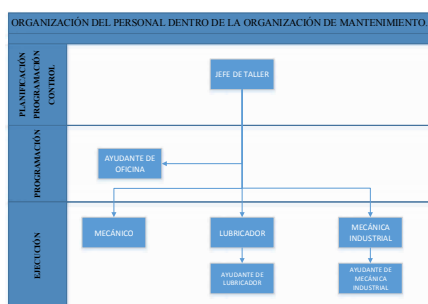 ORGANIZACIÓN DEL PERSONAL DENTRO DE LA ORGANIZACIÓN DE MANTENIMIENTO.
PLANIFICACIÓN
PROGRAMACIÓN
CONTROL
JEFE DE TALLER
PROGRAMACIÓN
AYUDANTE DE
OFICINA
EJECUCIÓN
MECÁNICO
LUBRICADOR
MECÁNICA
INDUSTRIAL
AYUDANTE DE
LUBRICADOR
AYUDANTE DE
MECÁNICA
INDUSTRIAL